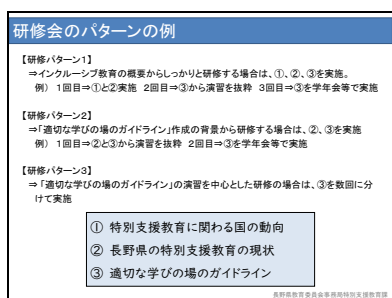 研修会のパターンの例
【研修パターン1】
⇒インクルーシブ教育の概要からしっかりと研修する場合は、①、②、③を実施。
例） 1回目⇒①と②実施 2回目⇒③から演習を抜粋 3回目⇒③を学年会等で実施
【研修パターン2】
⇒「適切な学びの場のガイドライン」作成の背景から研修する場合は、②、③を実施
例） 1回目⇒②と③から演習を抜粋 2回目⇒③を学年会等で実施
【研修パターン3】
⇒「適切な学びの場のガイドライン」の演習を中心とした研修の場合は、③を数回に分
けて実施
① 特別支援教育に関わる国の動向
② 長野県の特別支援教育の現状
③ 適切な学びの場のガイドライン
長野県教育委員会事務局特別支援教育課